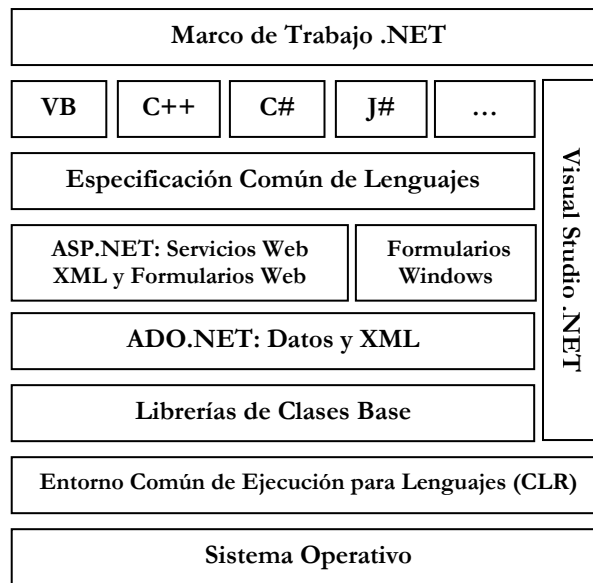 Marco de Trabajo .NET
VB
C++
C#
J#
...
Especificación Común de Lenguajes
ASP.NET: Servicios Web
XML y Formularios Web
Formularios
Windows
ADO.NET: Datos y XML
Librerías de Clases Base
Visual Studio .NET
Entorno Común de Ejecución para Lenguajes (CLR)
Sistema Operativo